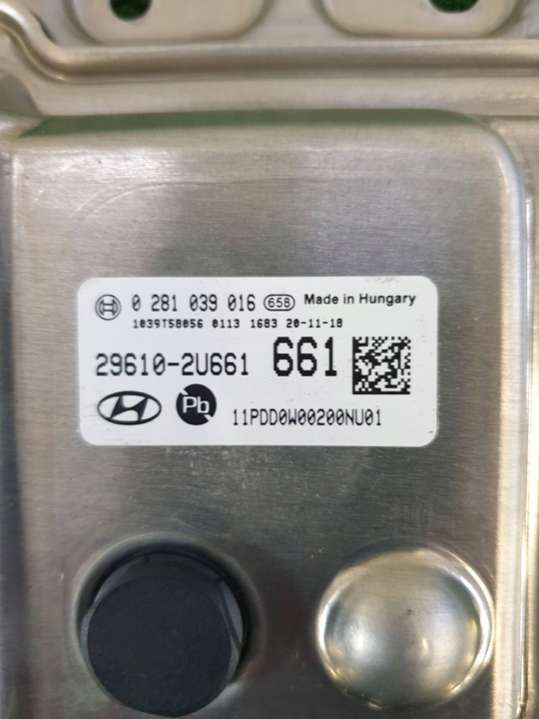 0 281 039 016 658 Made in Hungary
1039T58056 0113 1683 20-11-18
29610-2U661 661
Pb
11PDD0W00200NU01